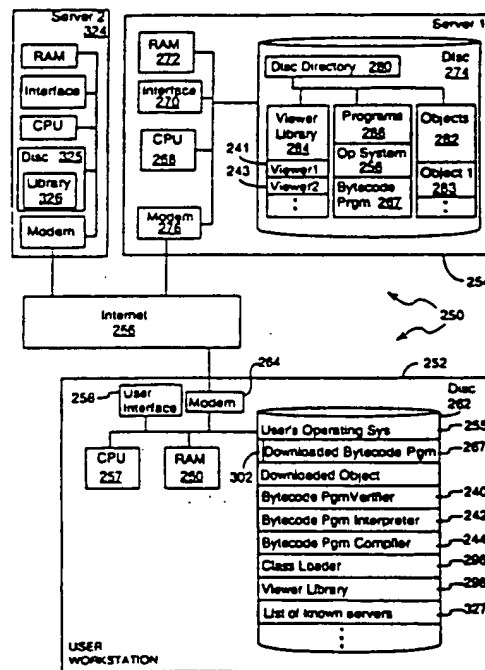 Server 2
324
RAM
Interface
CPU
Disc 325
Library
326
Modem
Server 1
RAM
272
Interface
270
CPU
268
Modem
276
Disc Directory 280
Disc
274
Viewer
Library
284
241
Viewer1
243
Viewer2
Programs
Op System
Bytecode
Prgm 267
Objects
282
Object 1
283
254
Internet
256
250
252
258
User
Interface
Modem
264
CPU
257
RAM
260
Disc
262
User's Operating Sys
255
302
Downloaded Bytecode Pgm
267
Downloaded Object
Bytecode PgmVerifier
240
Bytecode Pgm Interpreter
242
Bytecode Pgm Compiler
244
Class Loader
296
Viewer Library
298
List of known servers
327
USER
WORKSTATION